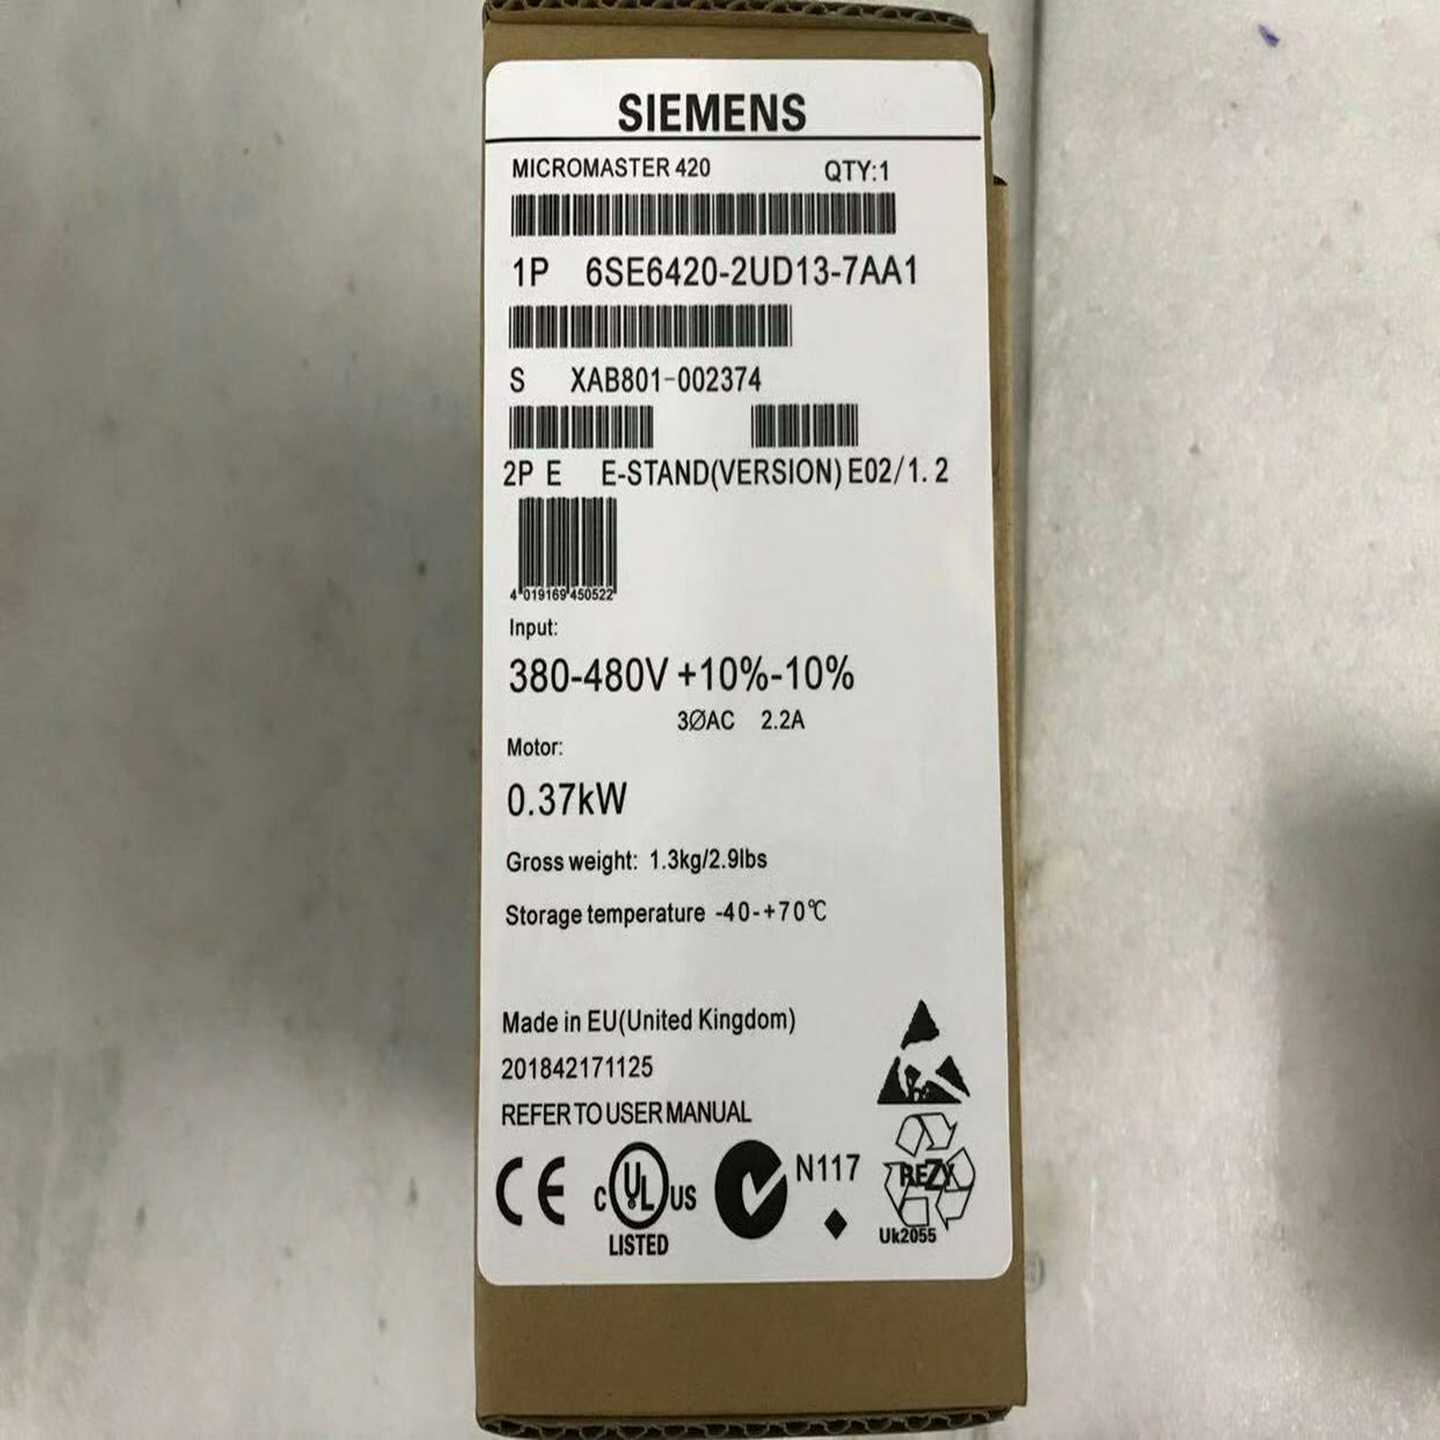 SIEMENS
MICROMASTER 420 QTY:1
1P 6SE6420-2UD13-7AA1
S XAB801-002374
2P E E-STAND(VERSION) E02/1. 2
4 019169 450522
Input:
380-480V +10%-10%
3ØAC 2.2A
Motor:
0.37kW
Gross weight: 1.3kg/2.9lbs
Storage temperature -40-+70℃
Made in EU(United Kingdom)
201842171125
REFER TO USER MANUAL
CE C UL US N117 REZY
LISTED Uk2055